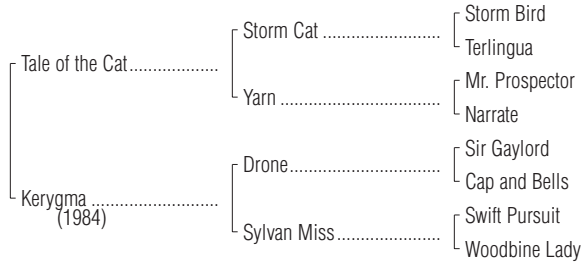 Storm Bird
Storm Cat ........................
Terlingua
Tale of the Cat..................
Mr. Prospector
Yarn .................................
Narrate
Sir Gaylord
Drone...............................
Cap and Bells
Kerygma .........................
(1984)
Swift Pursuit
Sylvan Miss.....................
Woodbine Lady